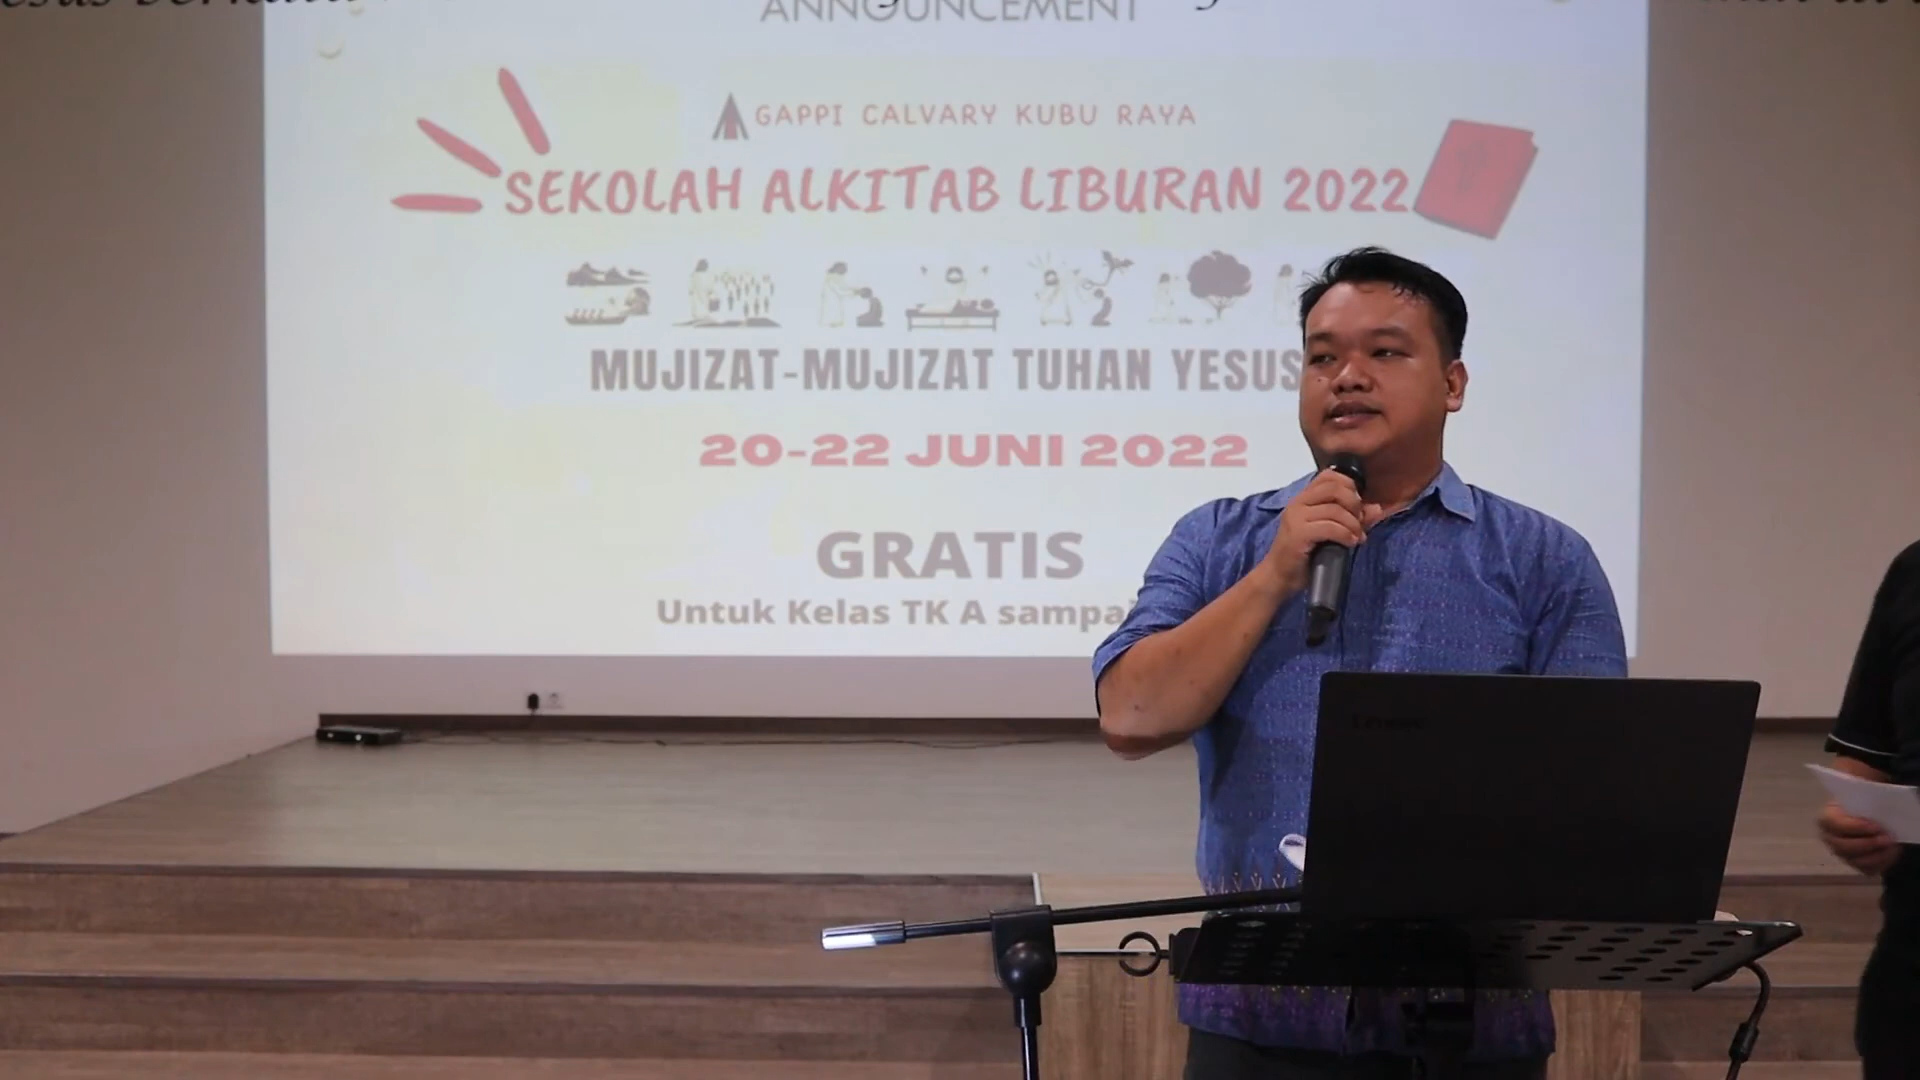 ANNOUNCEMENT
GAPPI CALVARY KUBU RAYA
SEKOLAH ALKITAB LIBURAN 2022
MUJIZAT-MUJIZAT TUHAN YESUS
20-22 JUNI 2022
GRATIS
Untuk Kelas TK A sampai
Lenovo